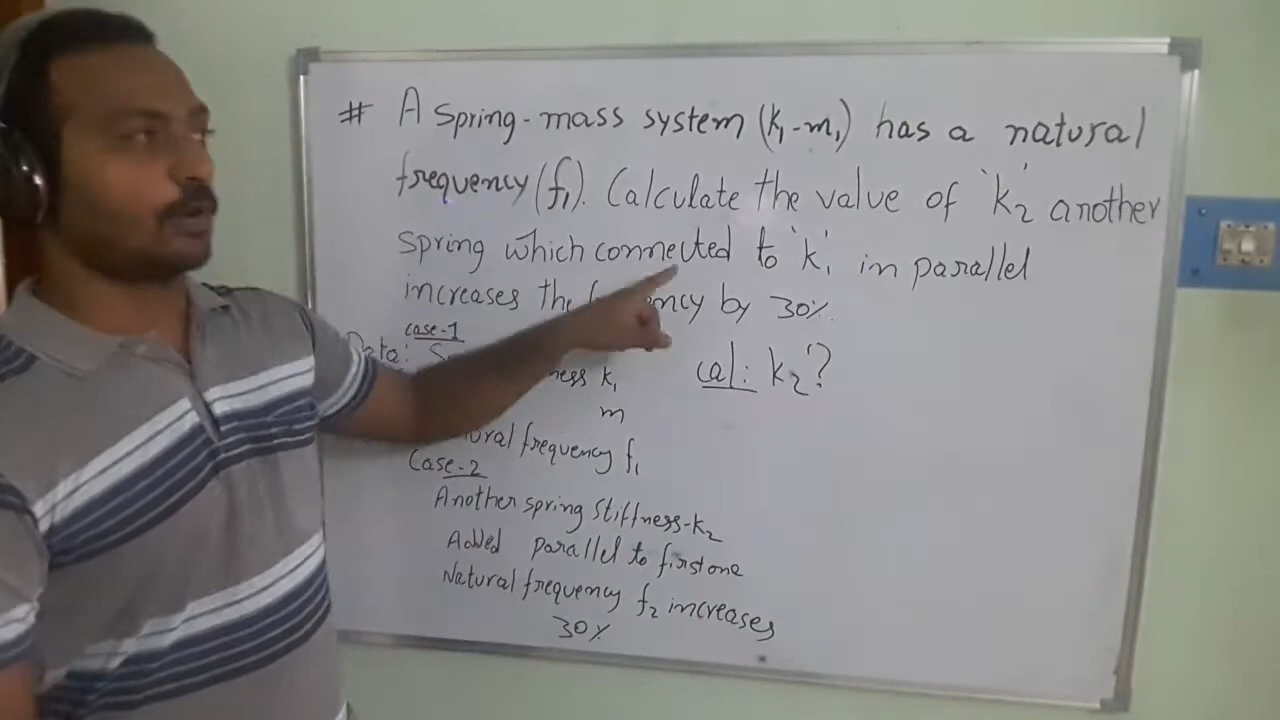 # A Spring-mass system (k₁-m₁) has a natural
frequency (f₁). Calculate the value of 'k₂' another
spring which connected to 'k₁' in parallel
increases the ency by 30%.
Data: case-1
ness k₁
cal: k₂?
m
ural frequency f₁
Case-2
Another spring stiffness-k₂
Added parallel to first one
Natural frequency f₂ increases
30%